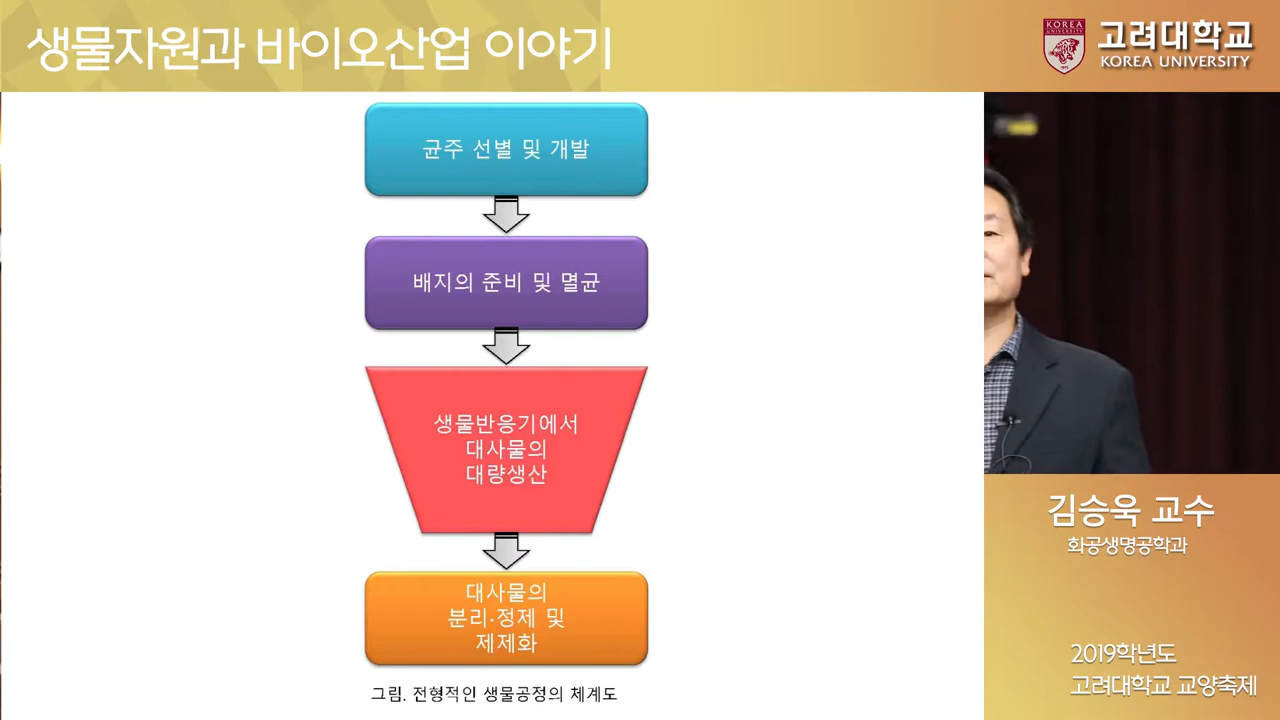 생물자원과 바이오산업 이야기
KOREA
UNIVERSITY
고려대학교
KOREA UNIVERSITY
균주 선별 및 개발
배지의 준비 및 멸균
생물반응기에서
대사물의
대량생산
대사물의
분리·정제 및
제제화
그림. 전형적인 생물공정의 체계도
김승욱 교수
화공생명공학과
2019학년도
고려대학교 교양축제